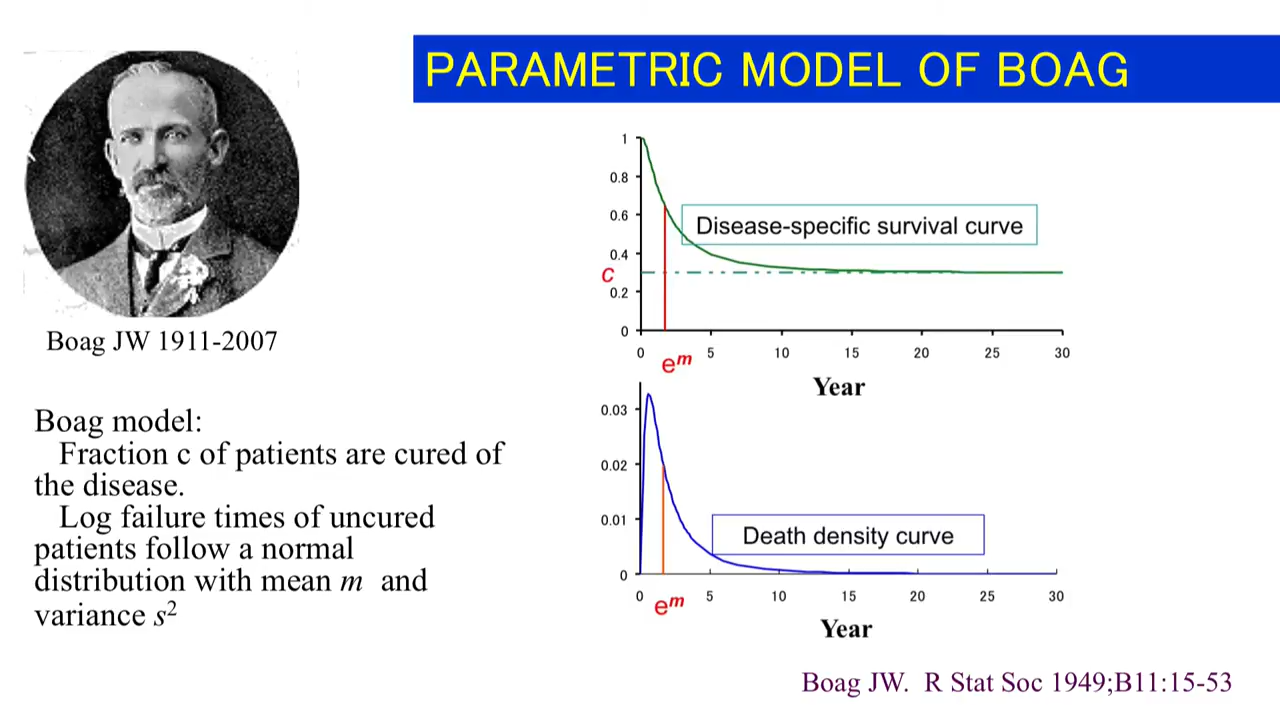 PARAMETRIC MODEL OF BOAG
Boag JW 1911-2007
Boag model:
Fraction c of patients are cured of
the disease.
Log failure times of uncured
patients follow a normal
distribution with mean m and
variance s²
1
0.8
0.6
0.4
c
0.2
0
Disease-specific survival curve
0 5 10 15 20 25 30
eᵐ
Year
0.03
0.02
0.01
0
Death density curve
0 5 10 15 20 25 30
eᵐ
Year
Boag JW. R Stat Soc 1949;B11:15-53